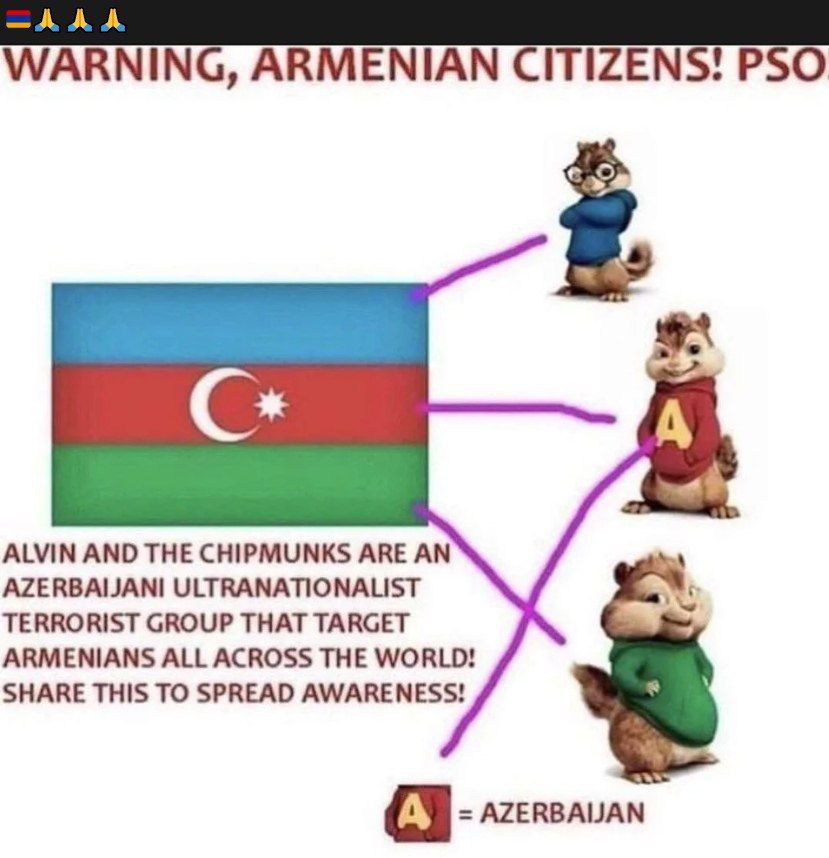 🇦🇲🙏🙏🙏
WARNING, ARMENIAN CITIZENS! PSO
A
ALVIN AND THE CHIPMUNKS ARE AN
AZERBAIJANI ULTRANATIONALIST
TERRORIST GROUP THAT TARGET
ARMENIANS ALL ACROSS THE WORLD!
SHARE THIS TO SPREAD AWARENESS!
A = AZERBAIJAN